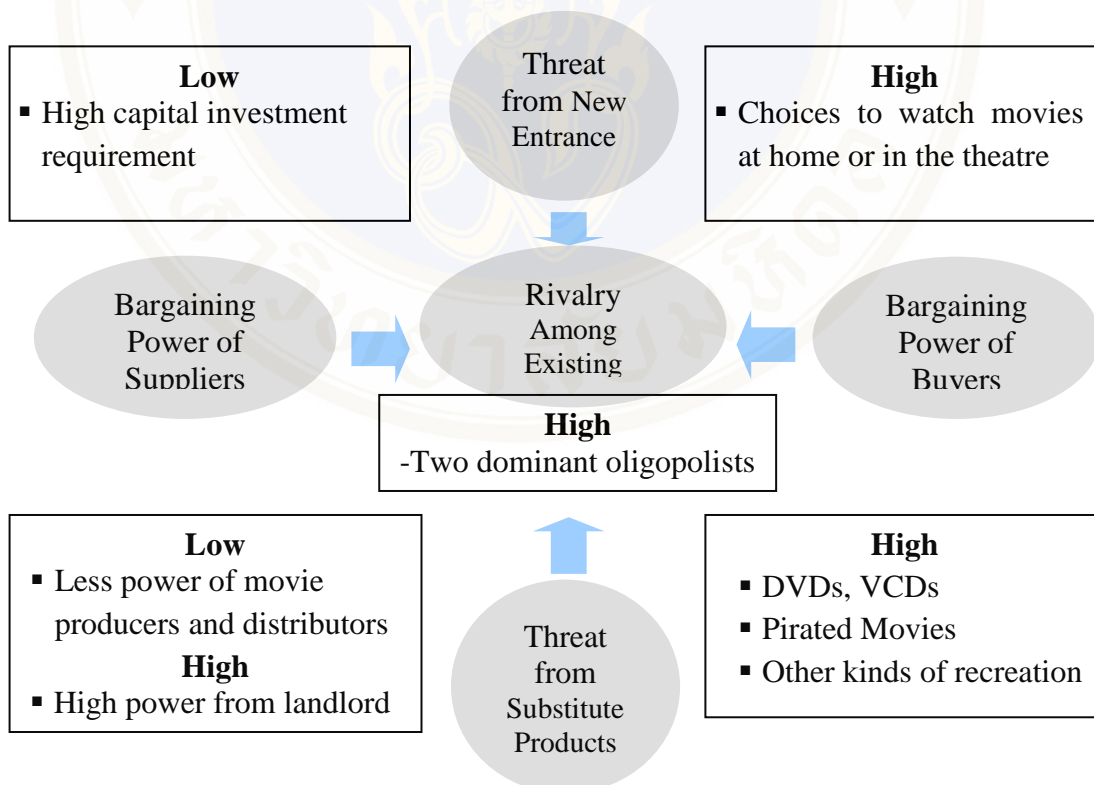 Low
▪ High capital investment
requirement
Threat
from New
Entrance
High
▪ Choices to watch movies
at home or in the theatre
Bargaining
Power of
Suppliers
Rivalry
Among
Existing
Bargaining
Power of
Buyers
High
-Two dominant oligopolists
Low
▪ Less power of movie
producers and distributors
High
▪ High power from landlord
Threat
from
Substitute
Products
High
▪ DVDs, VCDs
▪ Pirated Movies
▪ Other kinds of recreation